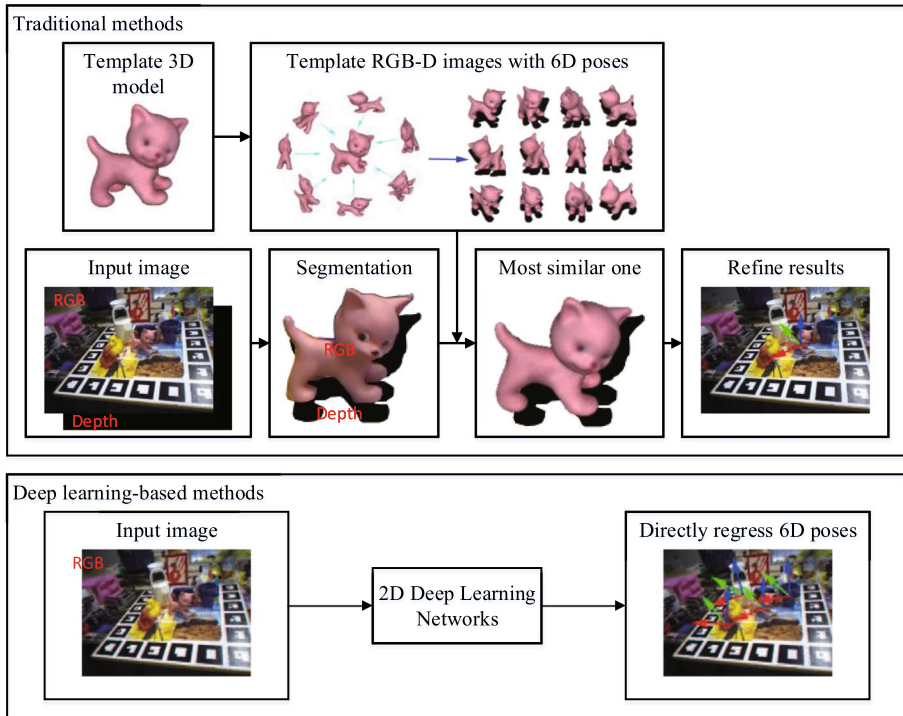 Traditional methods
Template 3D
model
Template RGB-D images with 6D poses
Input image
RGB
Depth
Segmentation
RGB
Depth
Most similar one
Refine results
Deep learning-based methods
Input image
RGB
2D Deep Learning
Networks
Directly regress 6D poses